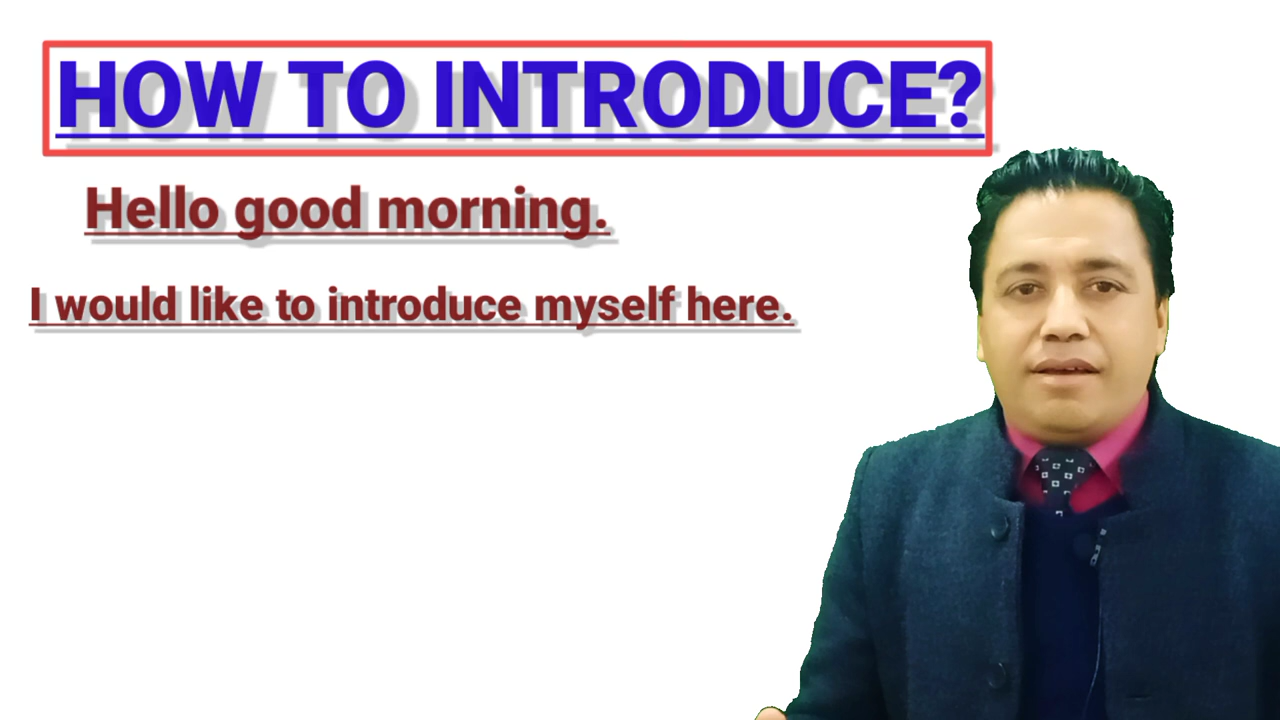 HOW TO INTRODUCE?
Hello good morning.
I would like to introduce myself here.